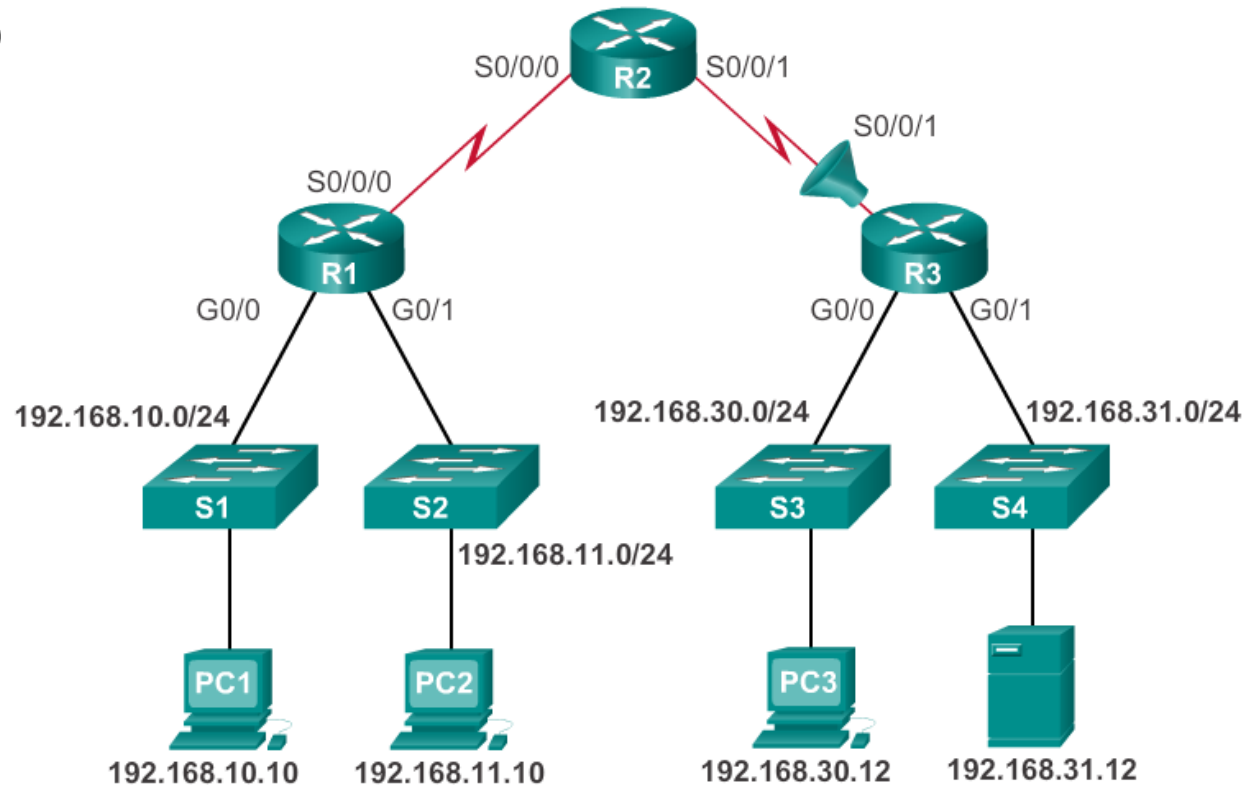 )
R2
S0/0/0
S0/0/1
S0/0/1
S0/0/0
R1
R3
G0/0
G0/1
G0/0
G0/1
192.168.10.0/24
192.168.30.0/24
192.168.31.0/24
S1
S2
S3
S4
192.168.11.0/24
PC1
PC2
PC3
192.168.10.10
192.168.11.10
192.168.30.12
192.168.31.12